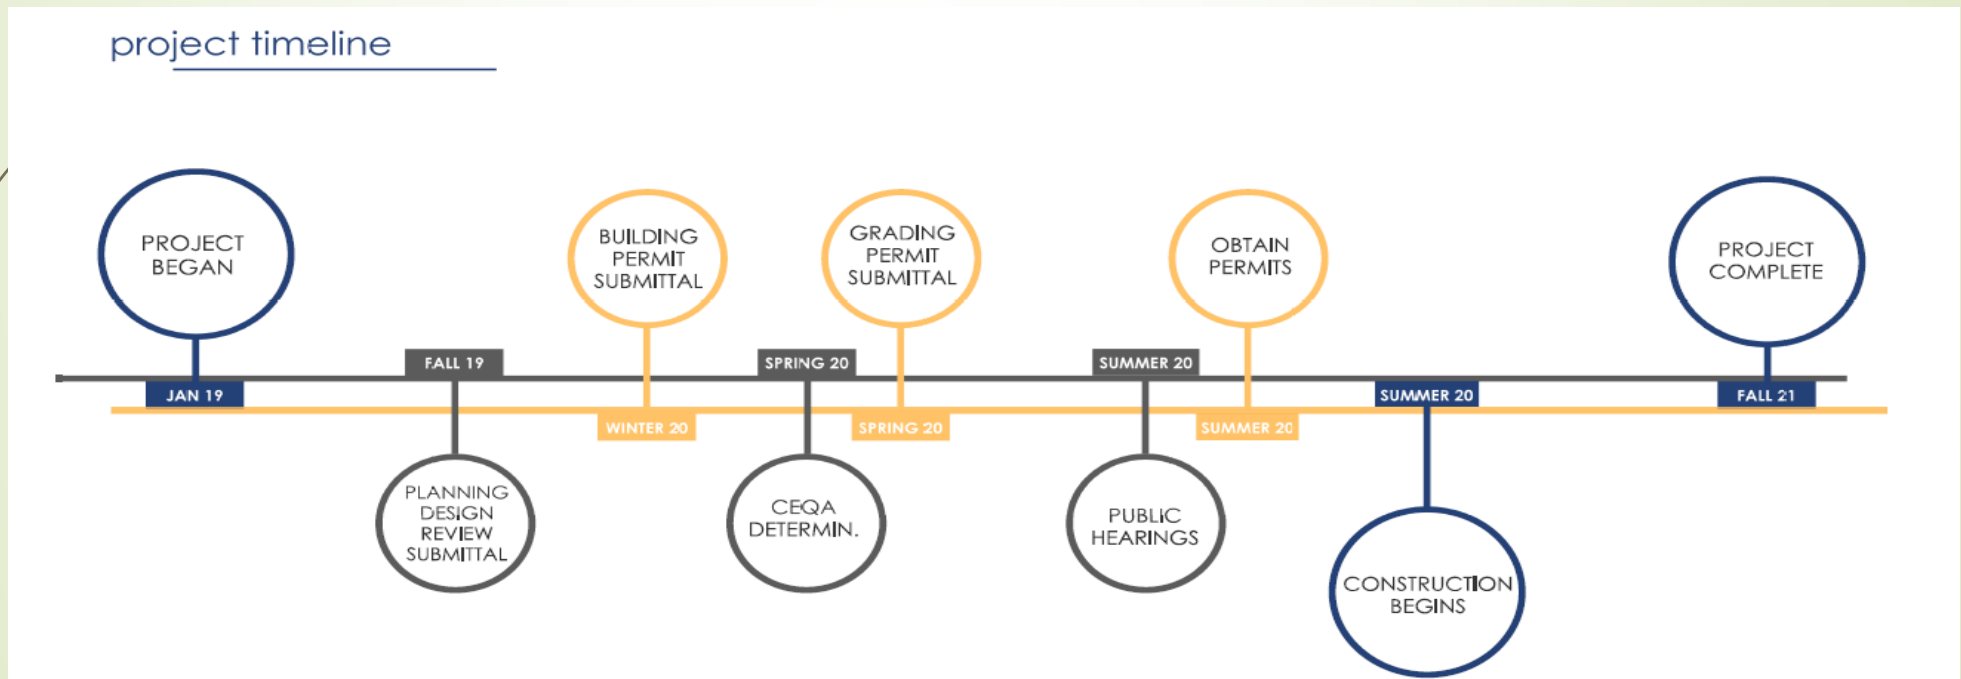 project timeline
PROJECT
BEGAN
JAN 19
FALL 19
PLANNING
DESIGN
REVIEW
SUBMITTAL
BUILDING
PERMIT
SUBMITTAL
WINTER 20
SPRING 20
CEQA
DETERMIN.
GRADING
PERMIT
SUBMITTAL
SPRING 20
SUMMER 20
PUBLIC
HEARINGS
OBTAIN
PERMITS
SUMMER 20
SUMMER 20
CONSTRUCTION
BEGINS
PROJECT
COMPLETE
FALL 21